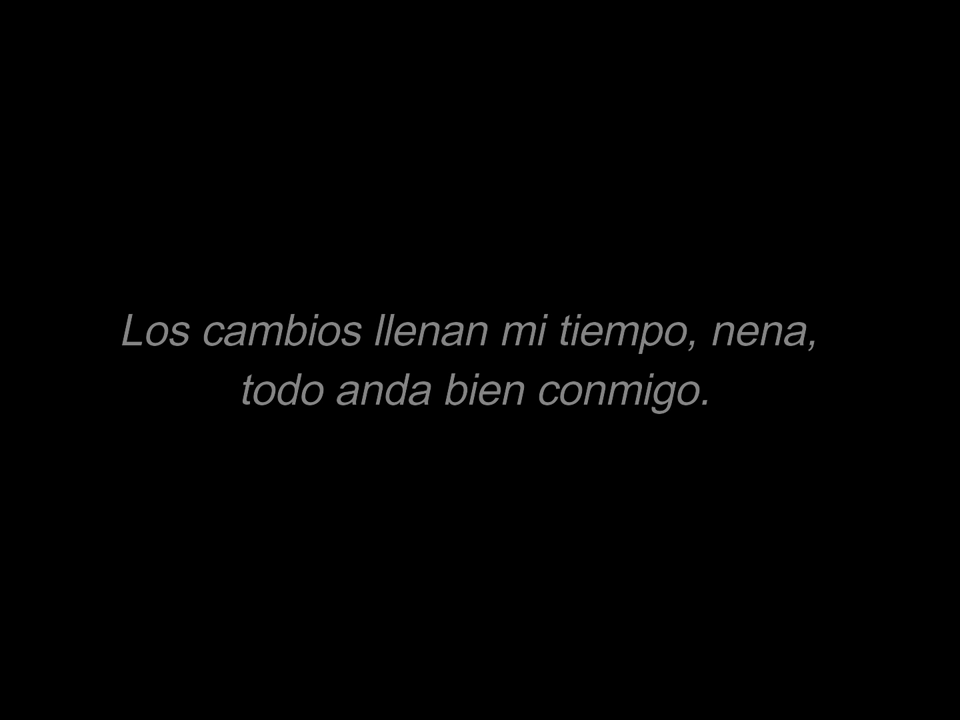 Los cambios llenan mi tiempo, nena,
todo anda bien conmigo.